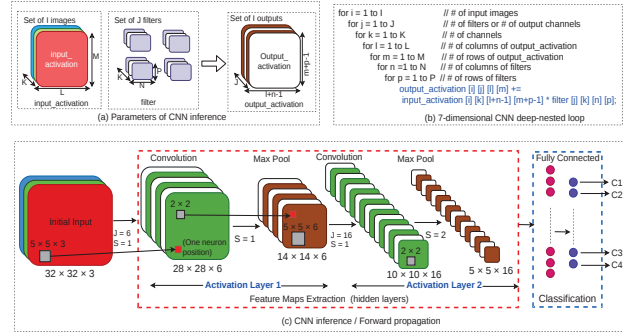 Set of I images
input_
activation
M
K
L
input_activation
Set of J filters
K
N
P
filter
Set of I outputs
Output_
activation
m+p-1
J
l+n-1
output_activation
(a) Parameters of CNN inference
for i = 1 to I // # of input images
for j = 1 to J // # of filters or # of output channels
for k = 1 to K // # of channels
for l = 1 to L // # of columns of output_activation
for m = 1 to M // # of rows of output_activation
for n =1 to N // # of columns of filters
for p = 1 to P // # of rows of filters
output_activation [i] [j] [l] [m] +=
input_activation [i] [k] [l+n-1] [m+p-1] * filter [j] [k] [n] [p];
(b) 7-dimensional CNN deep-nested loop
Initial Input
5 × 5 × 3
32 × 32 × 3
J = 6
S = 1
Convolution
2 × 2
(One neuron
position)
28 × 28 × 6
S = 1
Max Pool
5 × 5 × 6
14 × 14 × 6
J = 16
S = 1
Convolution
2 × 2
10 × 10 × 16
S = 2
Max Pool
5 × 5 × 16
Activation Layer 1
Activation Layer 2
Feature Maps Extraction (hidden layers)
Fully Connected
C1
C2
C3
C4
Classification
(c) CNN inference / Forward propagation